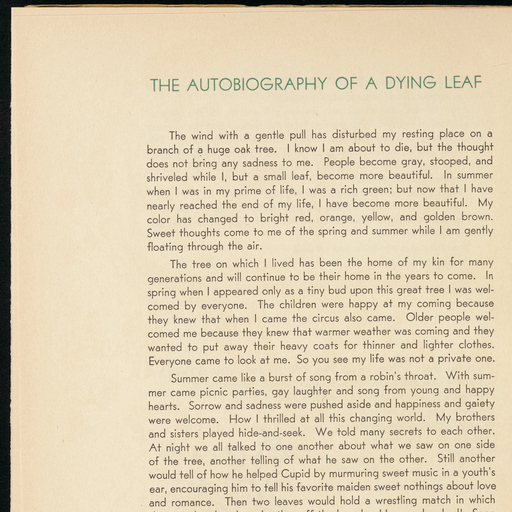 THE AUTOBIOGRAPHY OF A DYING LEAF
The wind with a gentle pull has disturbed my resting place on a
branch of a huge oak tree. I know I am about to die, but the thought
does not bring any sadness to me. People become gray, stooped, and
shriveled while I, but a small leaf, become more beautiful. In summer
when I was in my prime of life, I was a rich green; but now that I have
nearly reached the end of my life, I have become more beautiful. My
color has changed to bright red, orange, yellow, and golden brown.
Sweet thoughts come to me of the spring and summer while I am gently
floating through the air.
The tree on which I lived has been the home of my kin for many
generations and will continue to be their home in the years to come. In
spring when I appeared only as a tiny bud upon this great tree I was wel-
comed by everyone. The children were happy at my coming because
they knew that when I came the circus also came. Older people wel-
comed me because they knew that warmer weather was coming and they
wanted to put away their heavy coats for thinner and lighter clothes.
Everyone came to look at me. So you see my life was not a private one.
Summer came like a burst of song from a robin's throat. With sum-
mer came picnic parties, gay laughter and song from young and happy
hearts. Sorrow and sadness were pushed aside and happiness and gaiety
were welcome. How I thrilled at all this changing world. My brothers
and sisters played hide-and-seek. We told many secrets to each other.
At night we all talked to one another about what we saw on one side
of the tree, another telling of what he saw on the other. Still another
would tell of how he helped Cupid by murmuring sweet music in a youth's
ear, encouraging him to tell his favorite maiden sweet nothings about love
and romance. Then two leaves would hold a wrestling match in which